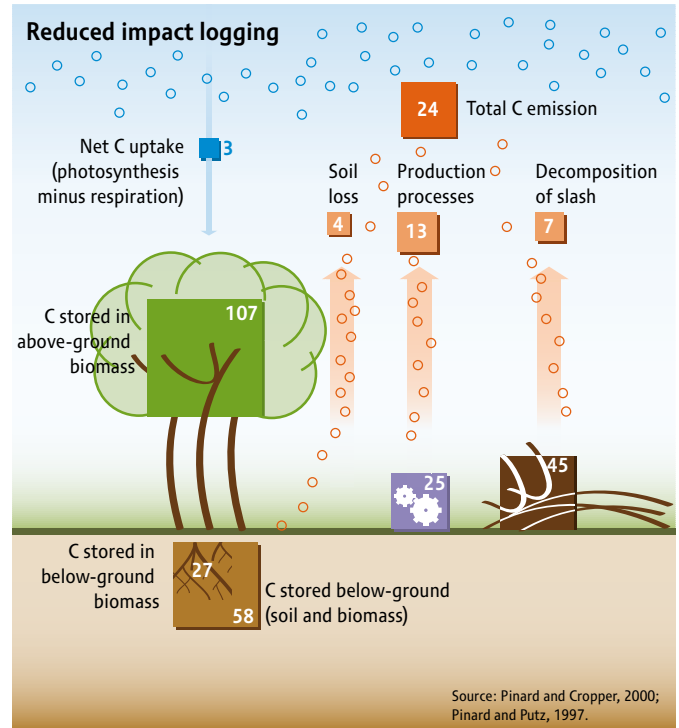 Reduced impact logging
24
Total C emission
Net C uptake
(photosynthesis
minus respiration)
3
Soil
loss
4
Production
processes
13
Decomposition
of slash
7
C stored in
above-ground
biomass
107
25
45
C stored in
below-ground
biomass
27
58
C stored below-ground
(soil and biomass)
Source: Pinard and Cropper, 2000;
Pinard and Putz, 1997.